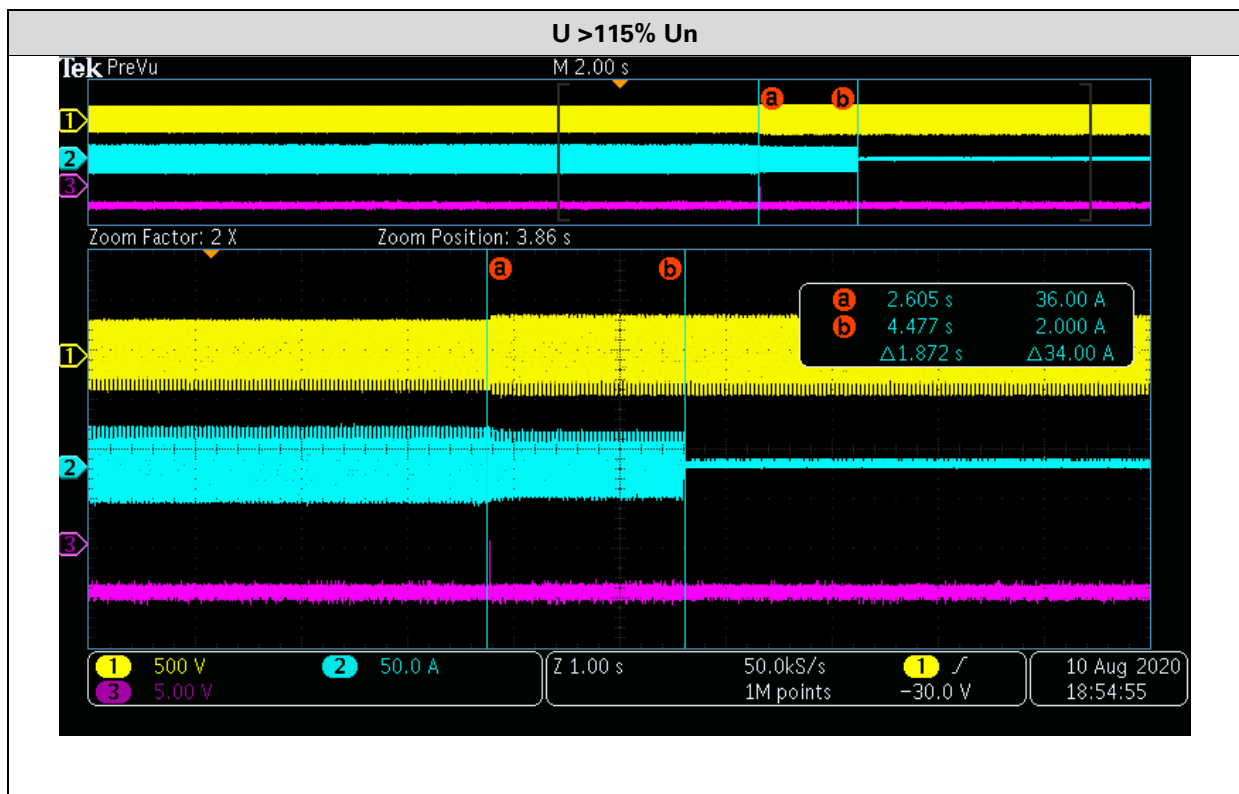 U >115% Un
Tek PreVu M 2.00 s
a b
1
2
3
Zoom Factor: 2 X Zoom Position: 3.86 s
a b
a 2.605 s 36.00 A
b 4.477 s 2.000 A
Δ1.872 s Δ34.00 A
1
2
3
1 500 V 2 50.0 A Z 1.00 s 50.0kS/s 1 10 Aug 2020
3 5.00 V 1M points −30.0 V 18:54:55